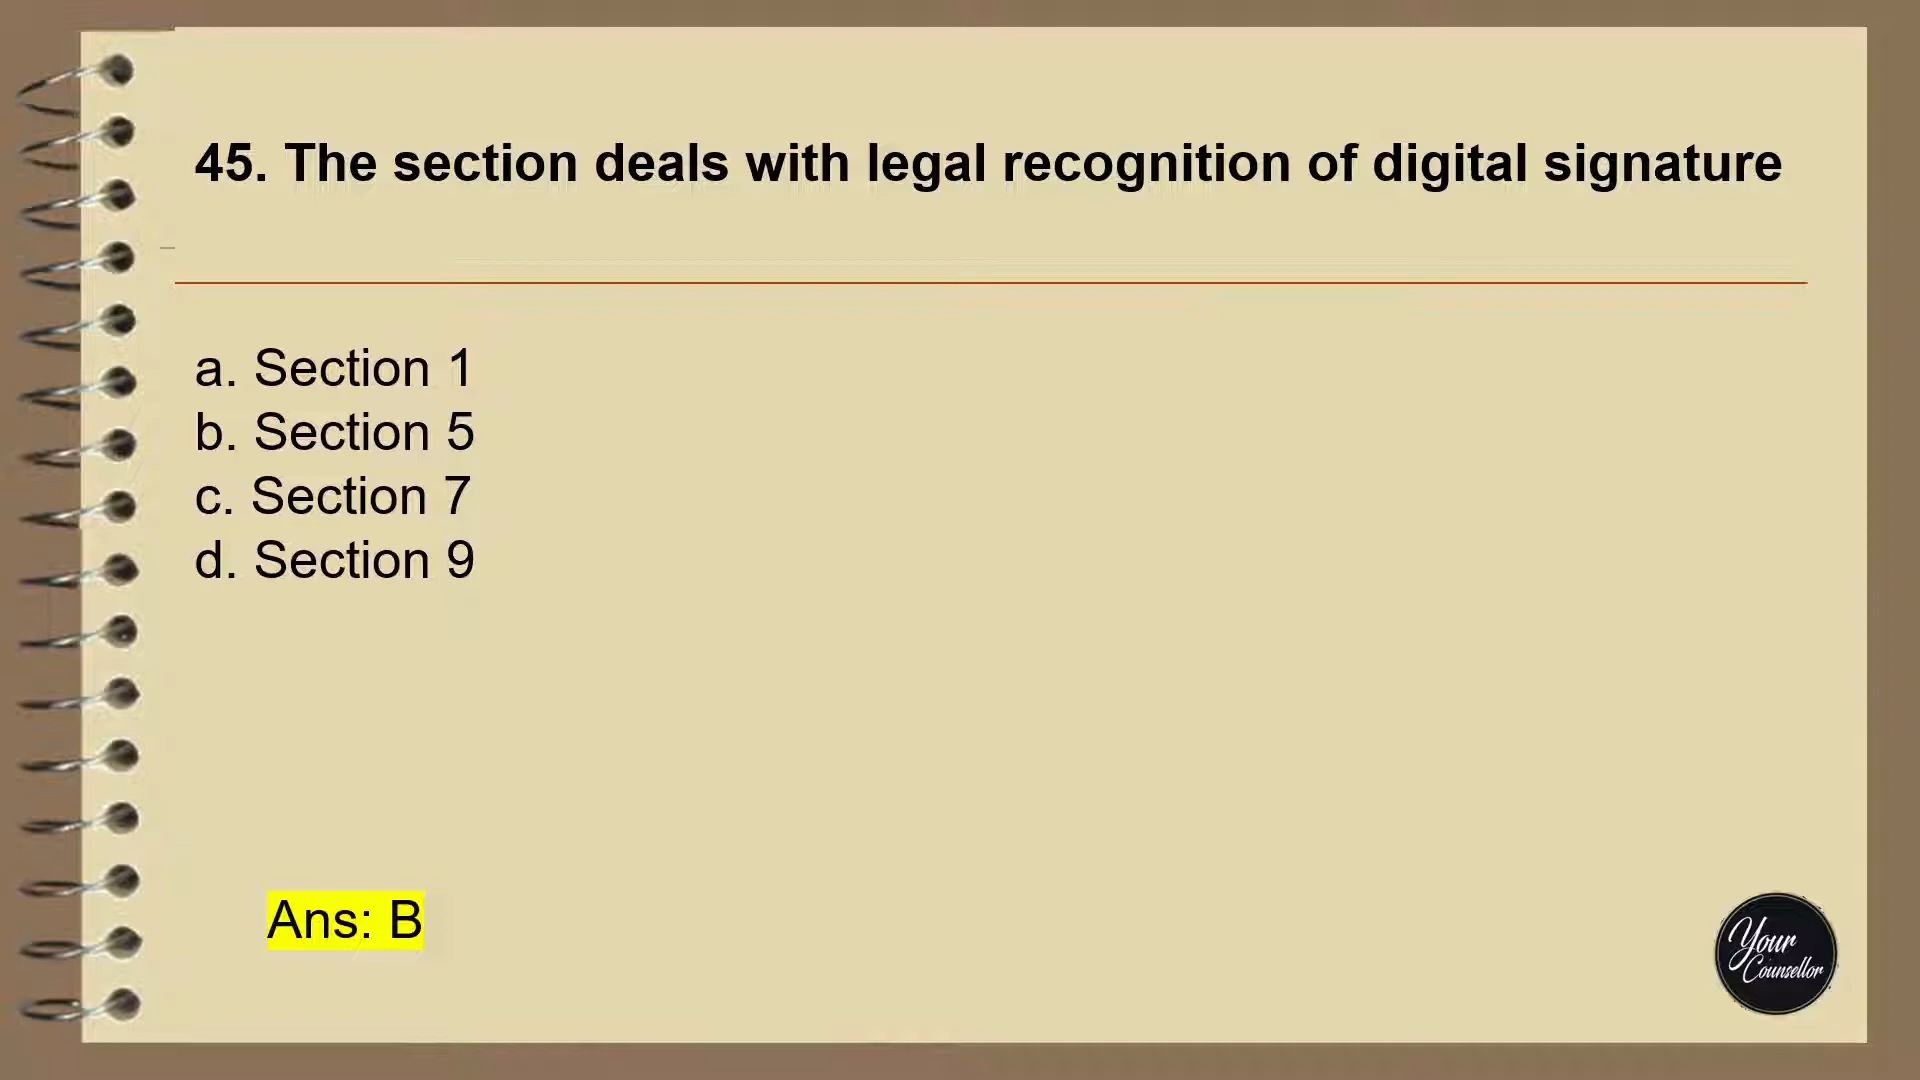 45. The section deals with legal recognition of digital signature
a. Section 1
b. Section 5
c. Section 7
d. Section 9
Ans: B
Your
Counsellor